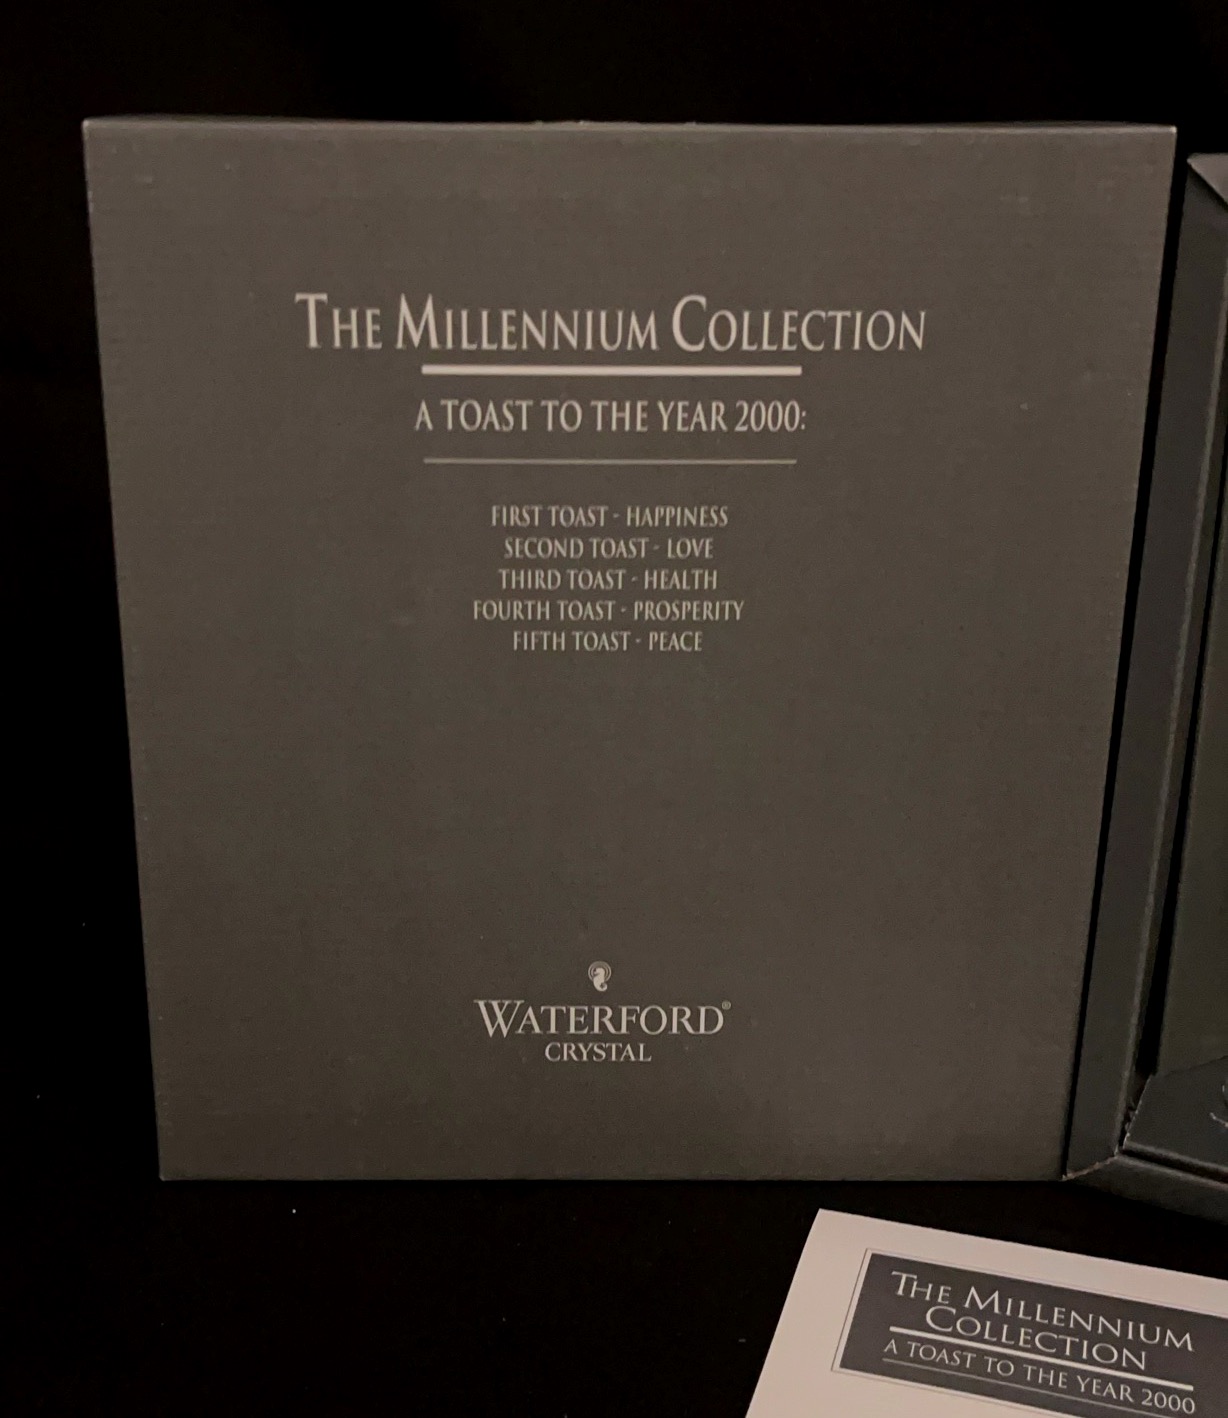 THE MILLENNIUM COLLECTION
A TOAST TO THE YEAR 2000:
FIRST TOAST - HAPPINESS
SECOND TOAST - LOVE
THIRD TOAST - HEALTH
FOURTH TOAST - PROSPERITY
FIFTH TOAST - PEACE
WATERFORD®
CRYSTAL
THE MILLENNIUM
COLLECTION
A TOAST TO THE YEAR 2000